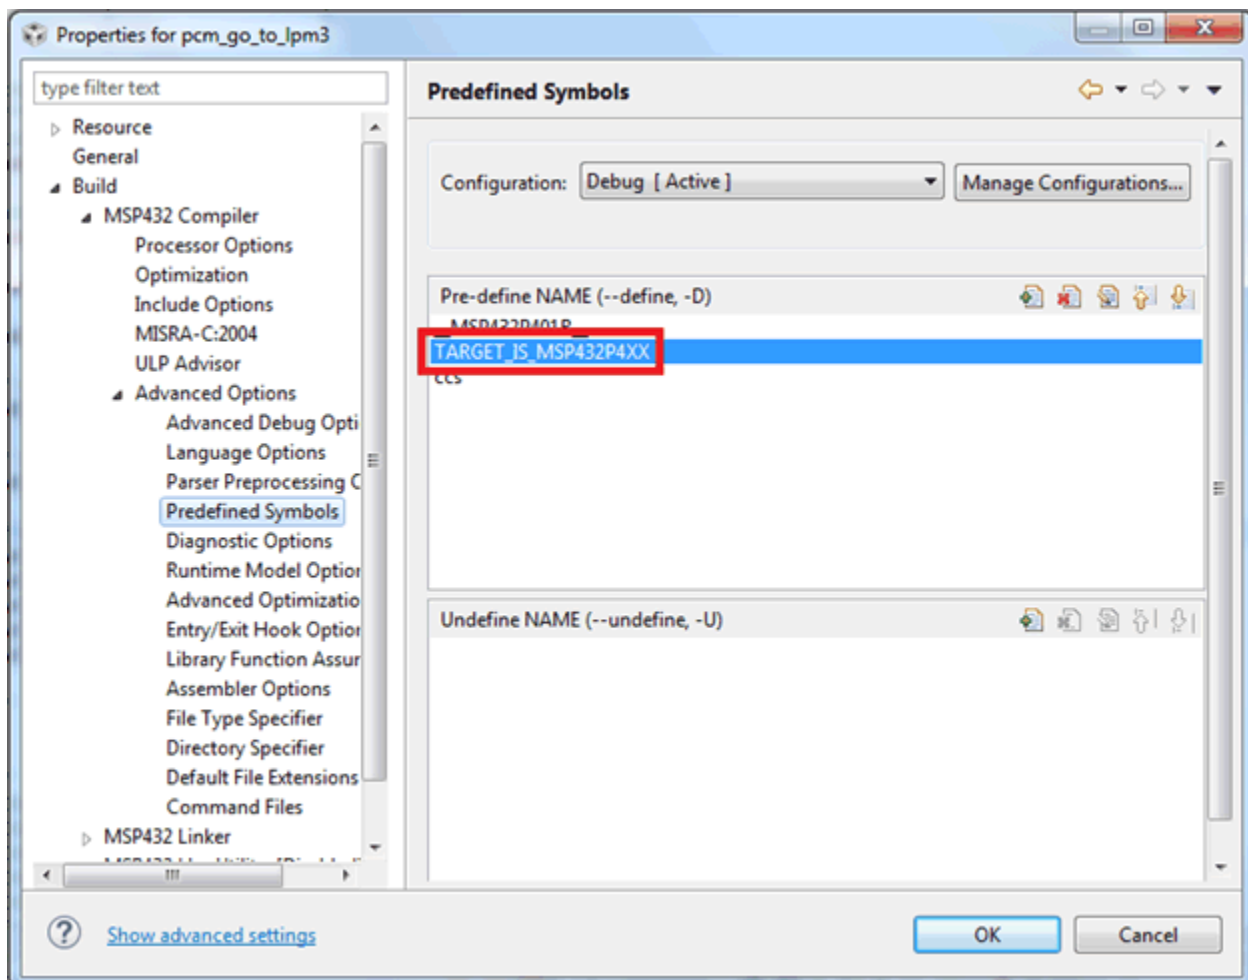 Properties for pcm_go_to_lpm3
type filter text
Resource
General
Build
MSP432 Compiler
Processor Options
Optimization
Include Options
MISRA-C:2004
ULP Advisor
Advanced Options
Advanced Debug Opti
Language Options
Parser Preprocessing C
Predefined Symbols
Diagnostic Options
Runtime Model Option
Advanced Optimizatio
Entry/Exit Hook Option
Library Function Assur
Assembler Options
File Type Specifier
Directory Specifier
Default File Extensions
Command Files
MSP432 Linker
Predefined Symbols
Configuration: Debug [ Active ] Manage Configurations...
Pre-define NAME (--define, -D)
__MSP432P401R__
TARGET_IS_MSP432P4XX
ccs
Undefine NAME (--undefine, -U)
? Show advanced settings
OK Cancel